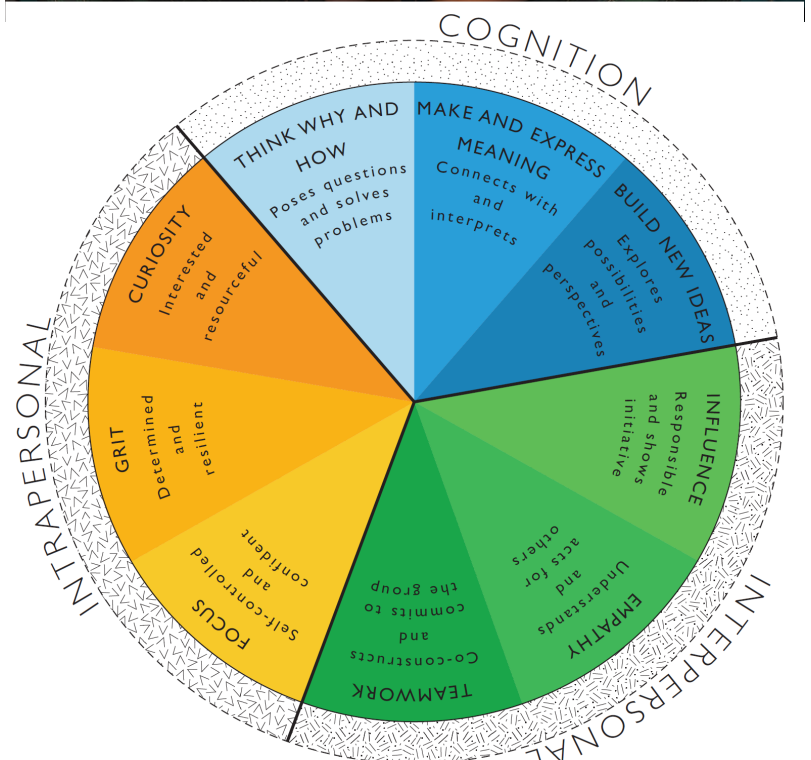 COGNITION
THINK WHY AND
HOW
Poses questions
and solves
problems
MAKE AND EXPRESS
MEANING
Connects with
and
interprets
BUILD NEW IDEAS
Explores
possibilities
and
perspectives
INTERPERSONAL
INFLUENCE
Responsible
and shows
initiative
EMPATHY
Understands
and
acts for
others
TEAMWORK
Co-constructs
and
commits to
the group
INTRAPERSONAL
FOCUS
Self-controlled
and
confident
GRIT
Determined
and
resilient
CURIOSITY
Interested
and
resourceful